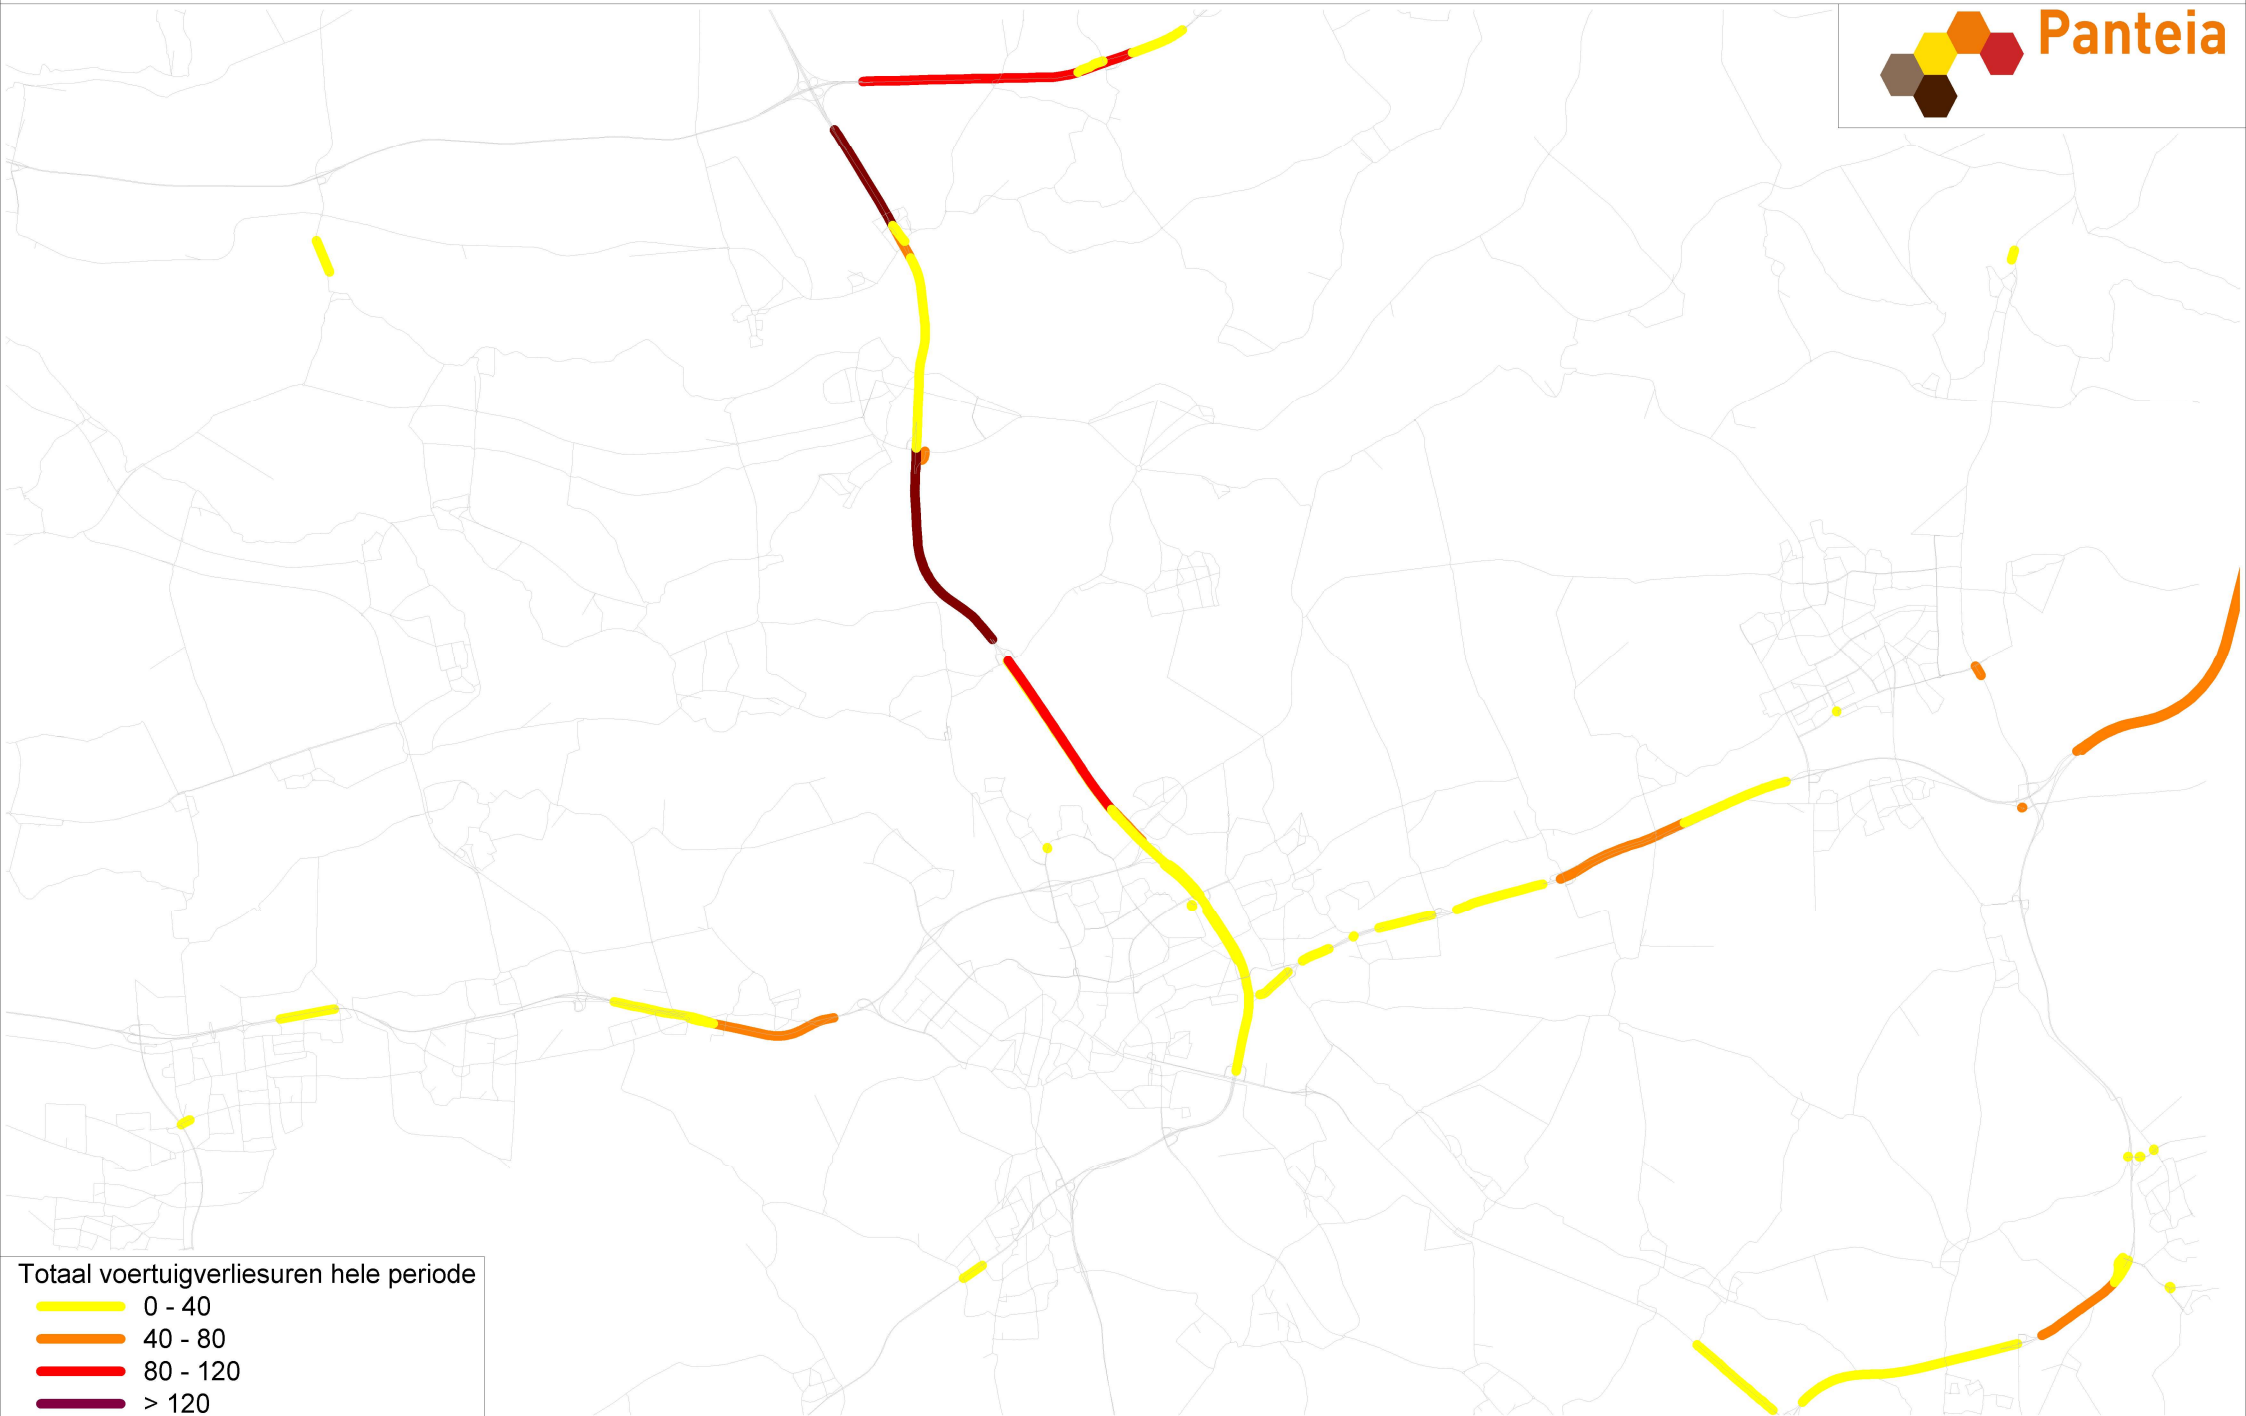 Panteia
Totaal voertuigverliesuren hele periode
0 - 40
40 - 80
80 - 120
> 120